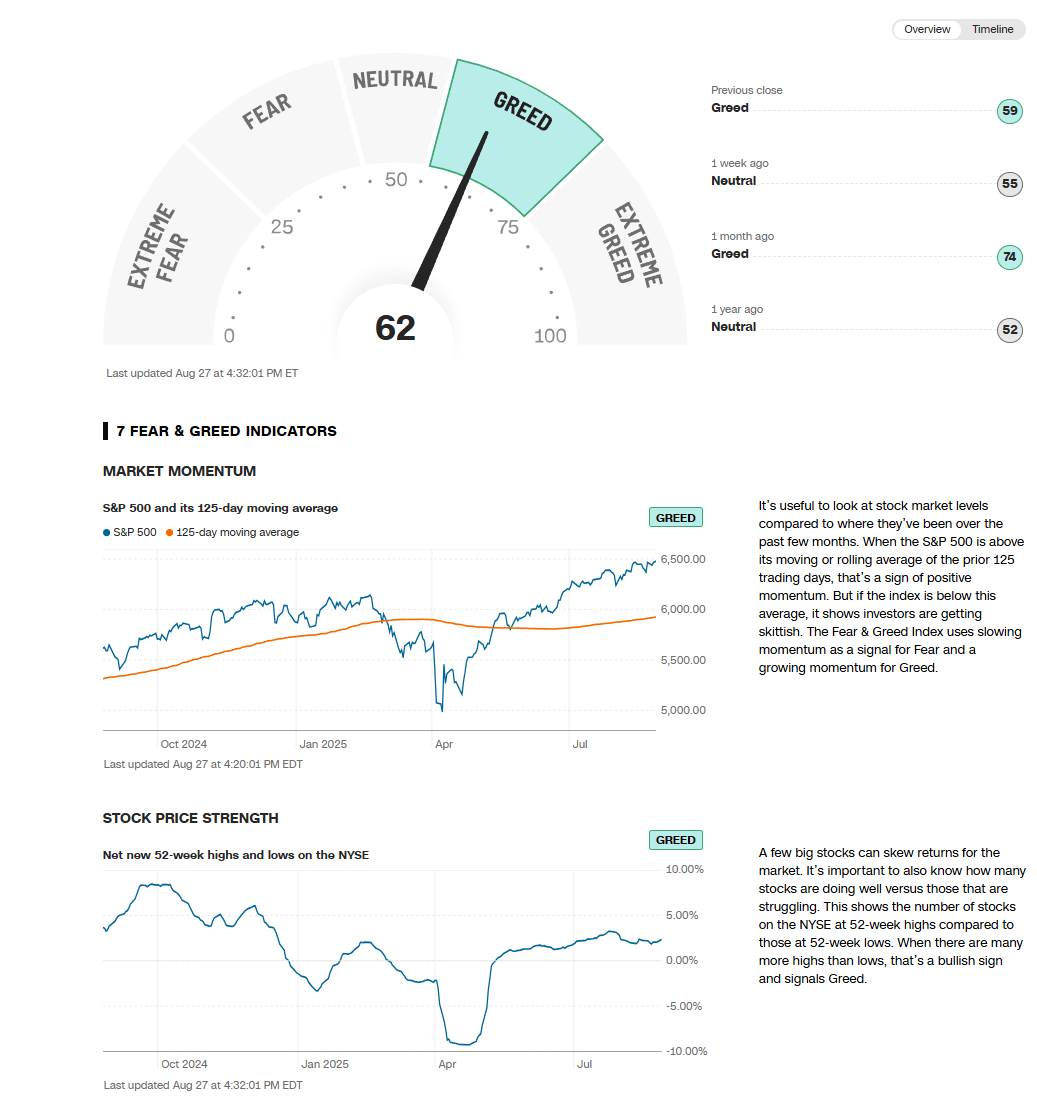 Overview Timeline
EXTREME FEAR
FEAR
NEUTRAL
GREED
EXTREME GREED
0
25
50
75
100
62
Last updated Aug 27 at 4:32:01 PM ET
Previous close
Greed 59
1 week ago
Neutral 55
1 month ago
Greed 74
1 year ago
Neutral 52
7 FEAR & GREED INDICATORS
MARKET MOMENTUM
S&P 500 and its 125-day moving average
GREED
S&P 500 125-day moving average
6,500.00
6,000.00
5,500.00
5,000.00
Oct 2024 Jan 2025 Apr Jul
Last updated Aug 27 at 4:20:01 PM EDT
It's useful to look at stock market levels
compared to where they've been over the
past few months. When the S&P 500 is above
its moving or rolling average of the prior 125
trading days, that's a sign of positive
momentum. But if the index is below this
average, it shows investors are getting
skittish. The Fear & Greed Index uses slowing
momentum as a signal for Fear and a
growing momentum for Greed.
STOCK PRICE STRENGTH
GREED
Net new 52-week highs and lows on the NYSE
10.00%
5.00%
0.00%
-5.00%
-10.00%
Oct 2024 Jan 2025 Apr Jul
Last updated Aug 27 at 4:32:01 PM EDT
A few big stocks can skew returns for the
market. It's important to also know how many
stocks are doing well versus those that are
struggling. This shows the number of stocks
on the NYSE at 52-week highs compared to
those at 52-week lows. When there are many
more highs than lows, that's a bullish sign
and signals Greed.